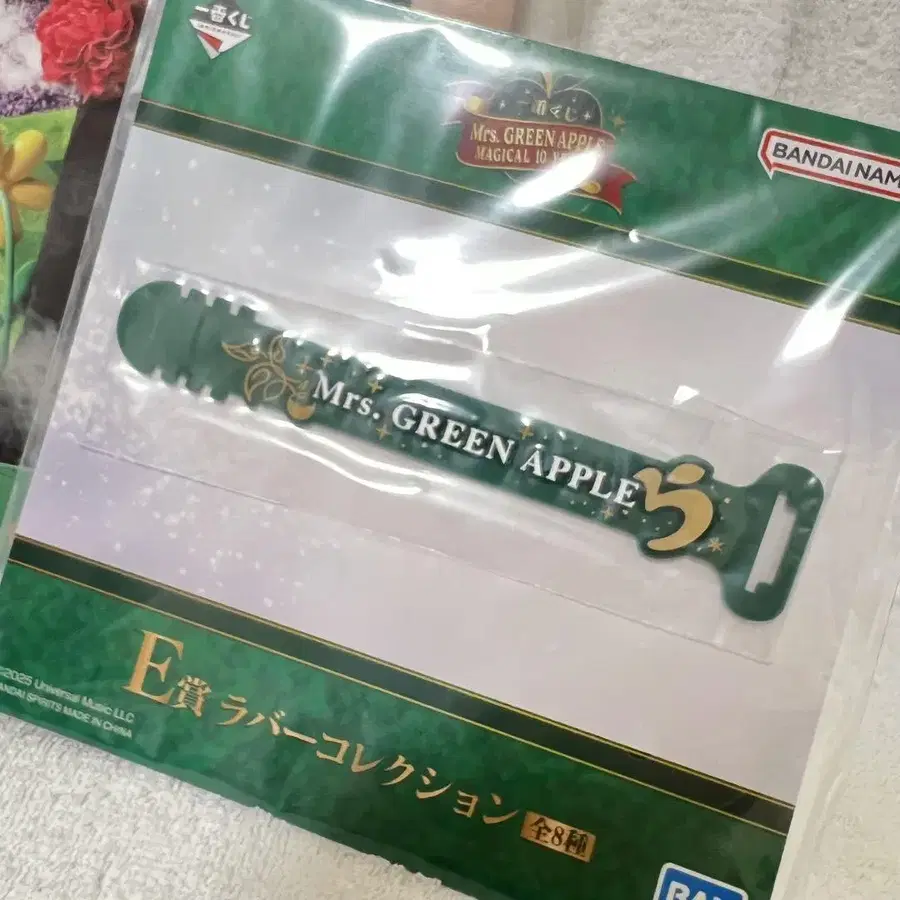 一番くじ
一番くじ
Mrs. GREEN APPLE
MAGICAL 10
BANDAI NAM
Mrs. GREEN APPLE
E賞 ラバーコレクション 全8種
©2025 Universal Music LLC
BANDAI SPIRITS MADE IN CHINA
BAN